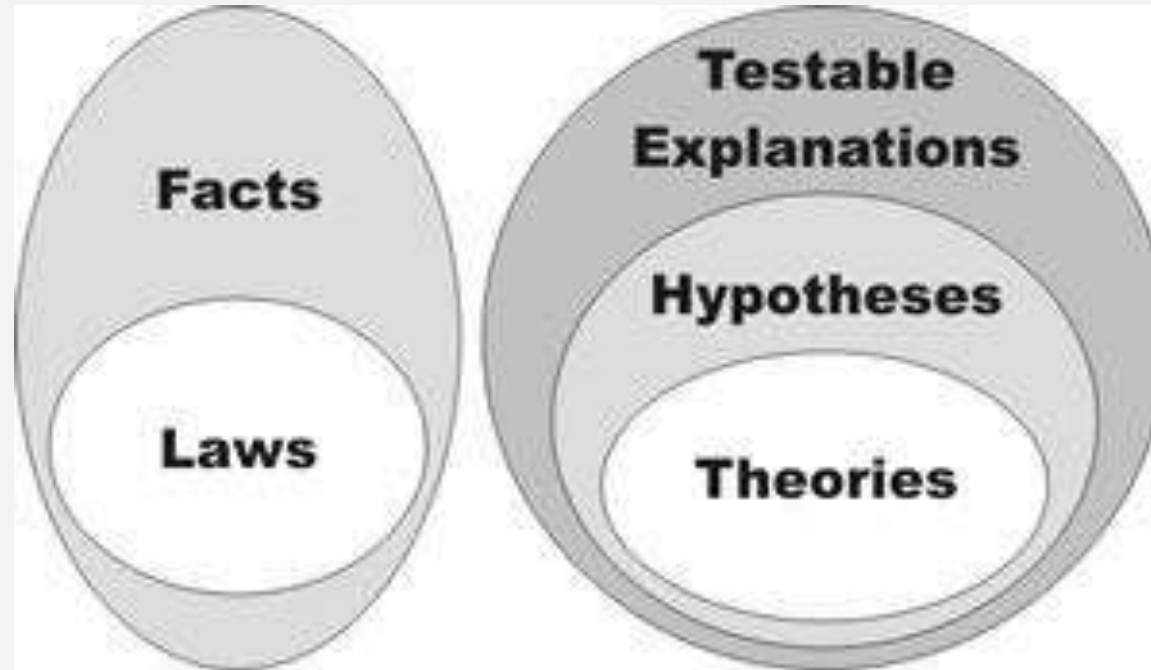 Facts
Laws
Testable
Explanations
Hypotheses
Theories